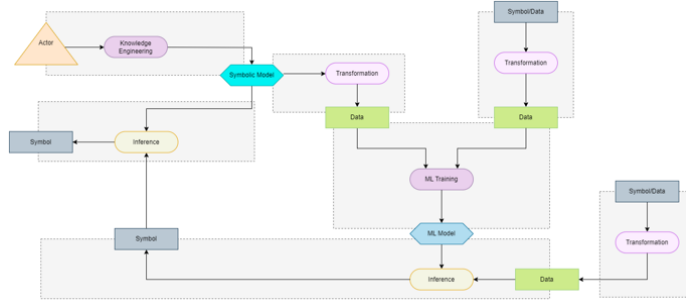 Symbol/Data
Actor
Knowledge
Engineering
Transformation
Symbolic Model
Transformation
Data
Data
Symbol
Inference
ML Training
Symbol/Data
ML Model
Symbol
Transformation
Inference
Data